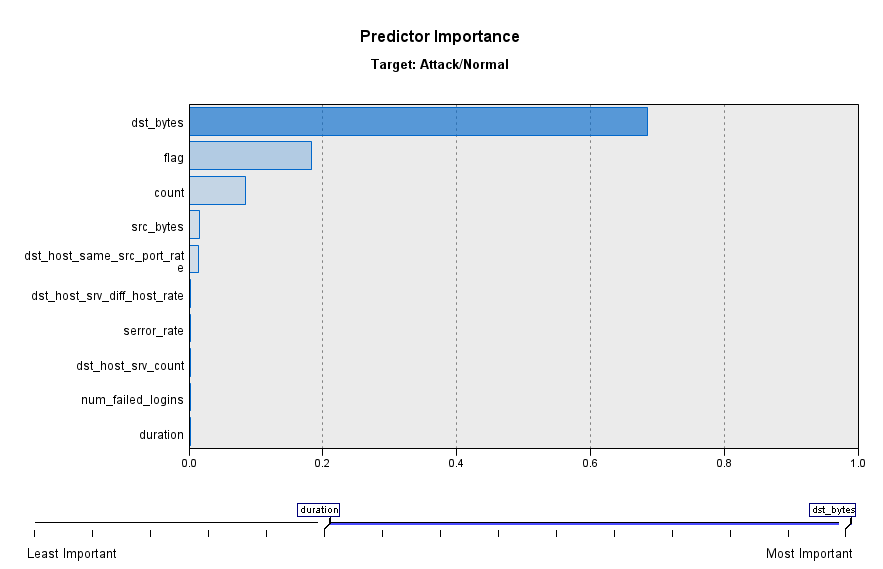 Predictor Importance
Target: Attack/Normal
dst_bytes
flag
count
src_bytes
dst_host_same_src_port_rat
e
dst_host_srv_diff_host_rate
serror_rate
dst_host_srv_count
num_failed_logins
duration
0.0 0.2 0.4 0.6 0.8 1.0
duration dst_bytes
Least Important Most Important